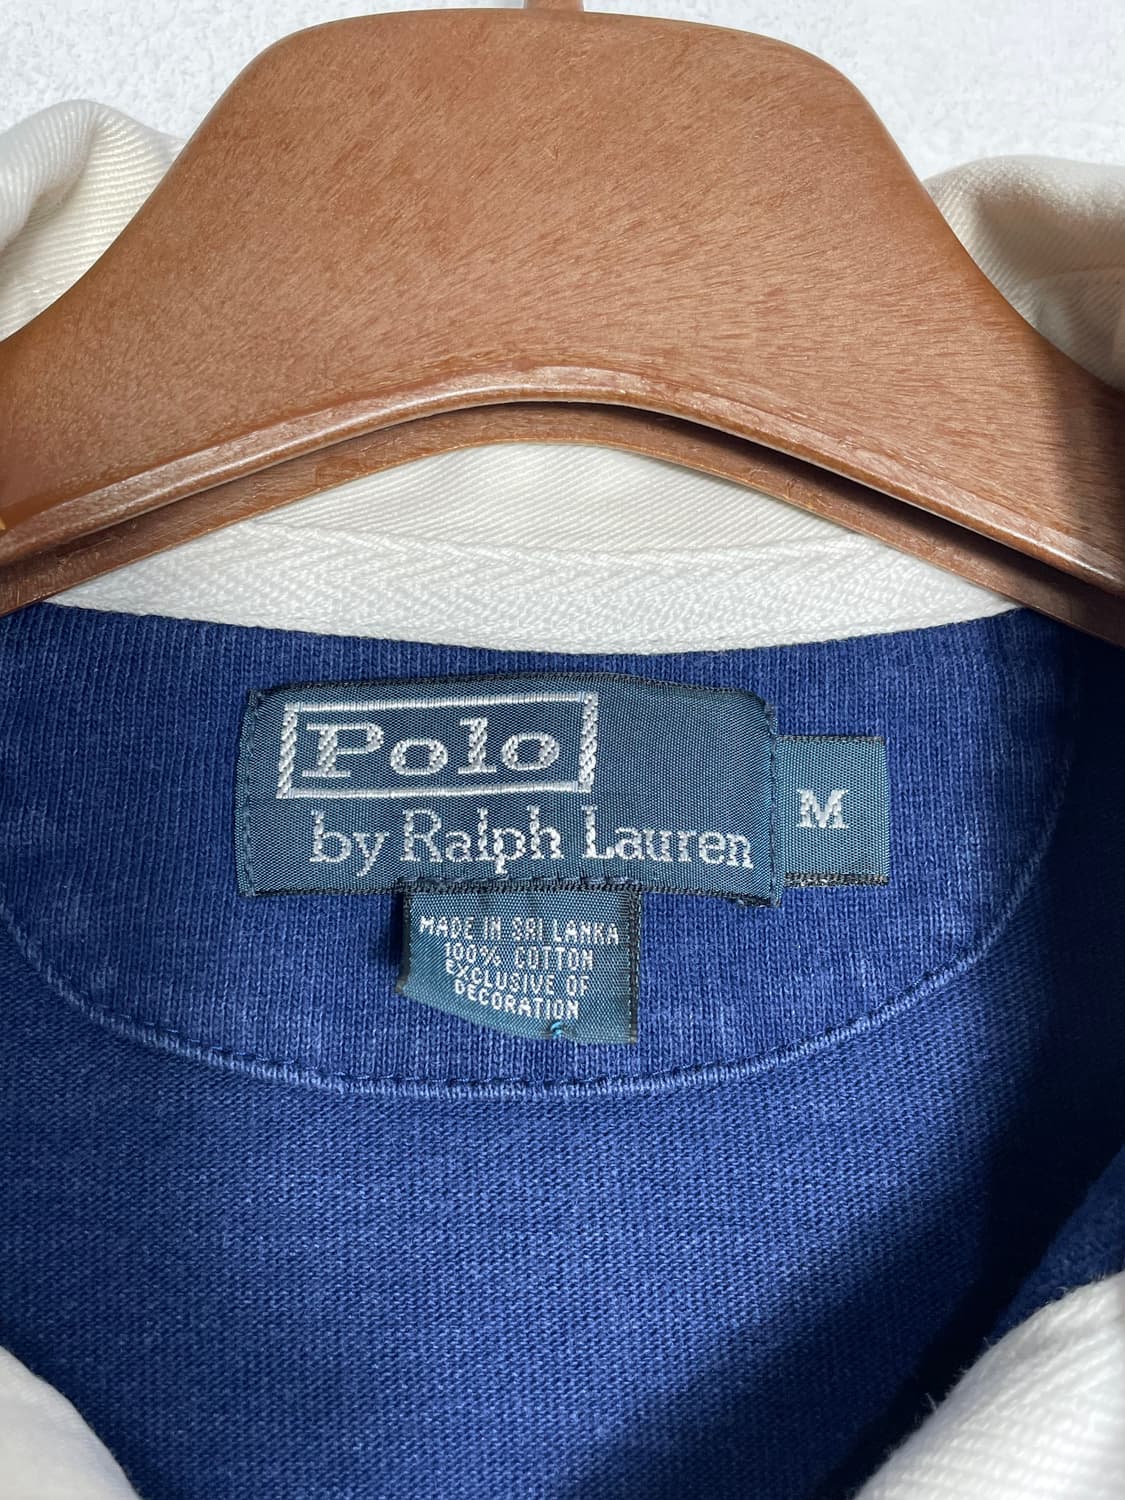 Polo
by Ralph Lauren
M
MADE IN SRI LANKA
100% COTTON
EXCLUSIVE OF
DECORATION